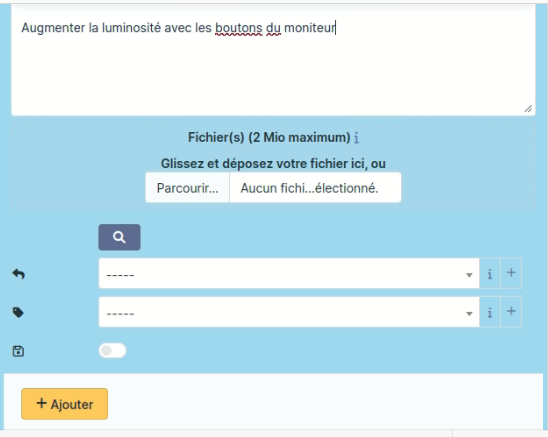 Augmenter la luminosité avec les boutons du moniteur
Fichier(s) (2 Mio maximum) i
Glissez et déposez votre fichier ici, ou
Parcourir... Aucun fichi...électionné.
----- i +
----- i +
+ Ajouter